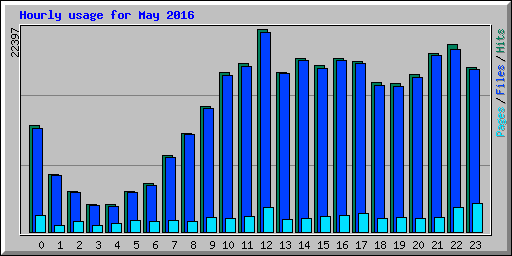 Hourly usage for May 2016
22397
Pages/Files/Hits
0 1 2 3 4 5 6 7 8 9 10 11 12 13 14 15 16 17 18 19 20 21 22 23